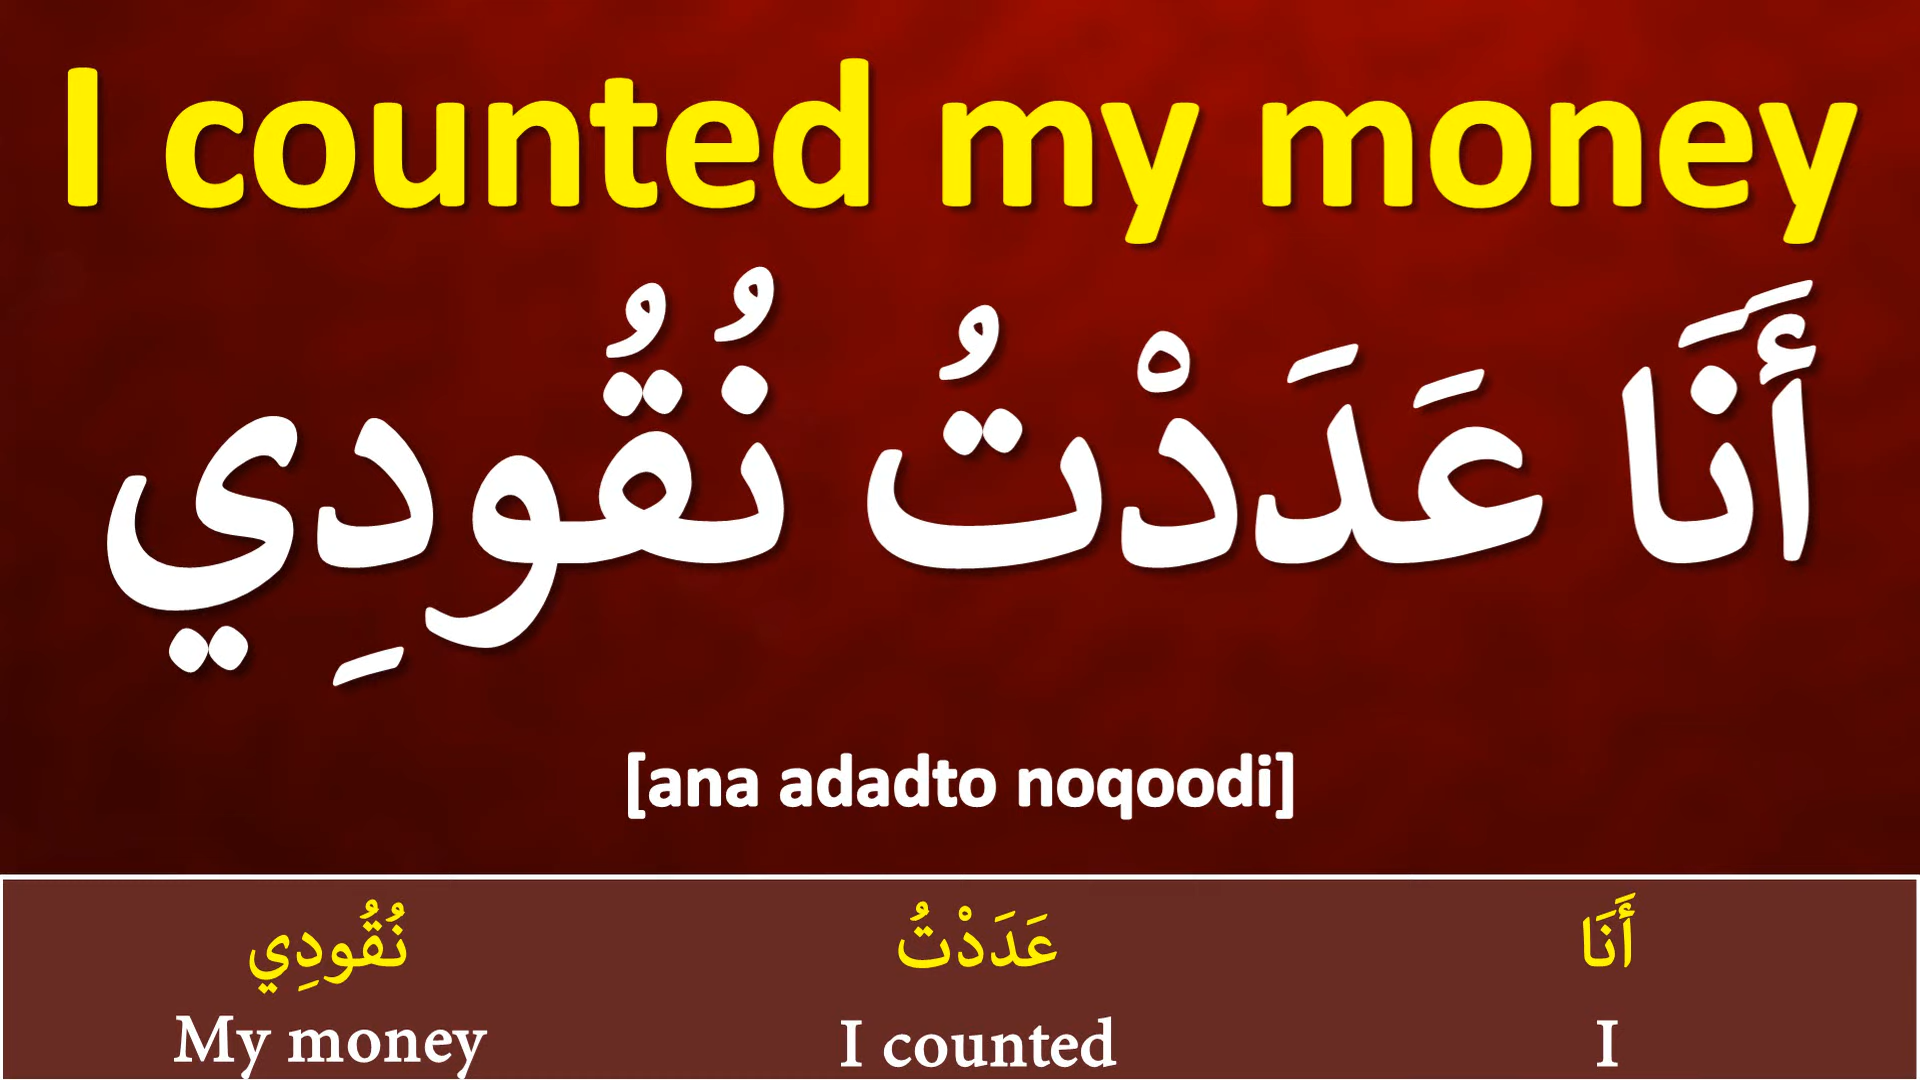 I counted my money
أَنَا عَدَدْتُ نُقُودِي
[ana adadto noqoodi]
أَنَا عَدَدْتُ نُقُودِي
I I counted My money